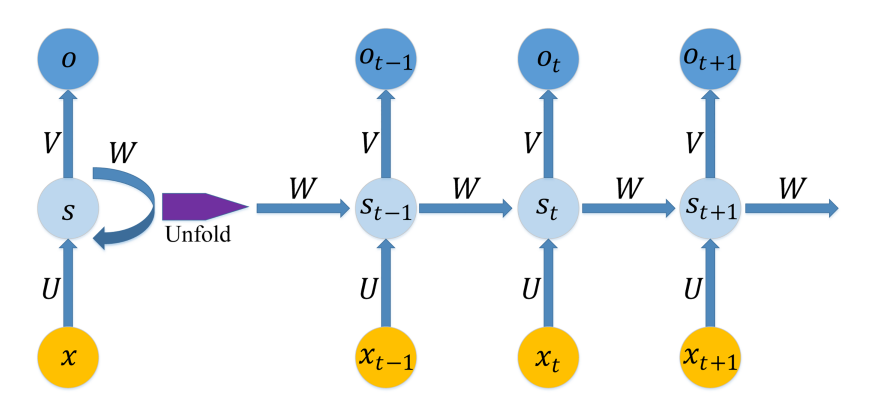 o o_{t-1} o_t o_{t+1}
V W V V V
s Unfold W s_{t-1} W s_t W s_{t+1} W
U U U U
x x_{t-1} x_t x_{t+1}